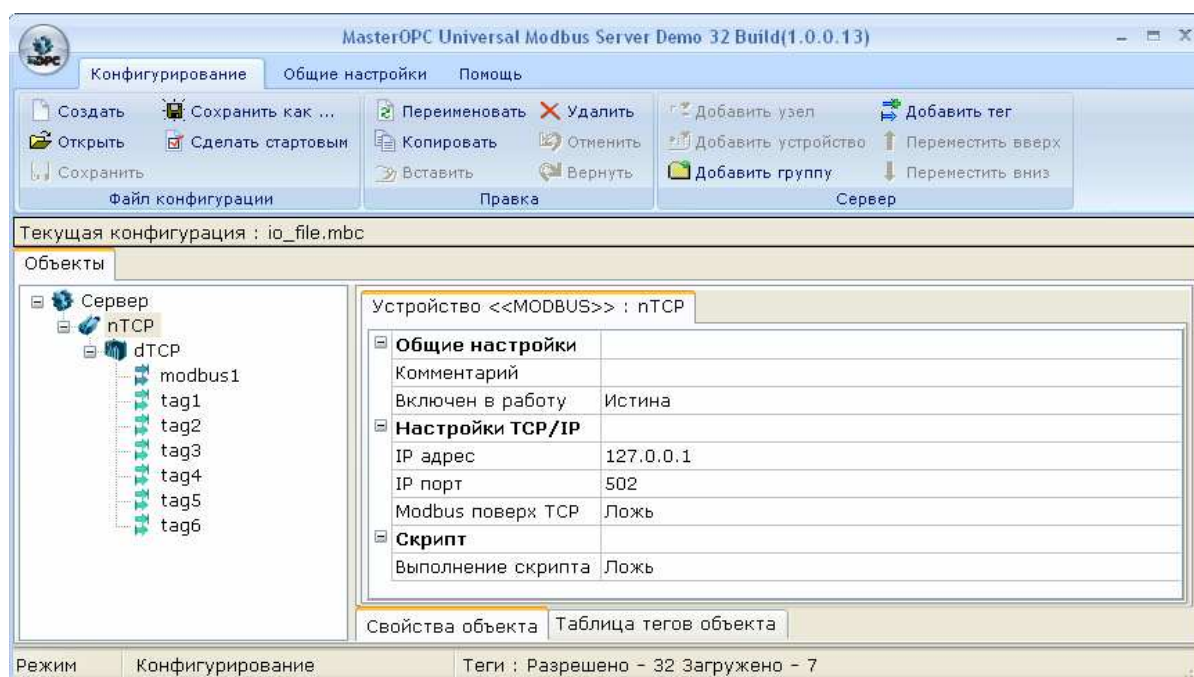 MasterOPC Universal Modbus Server Demo 32 Build(1.0.0.13)
OPC
Конфигурирование Общие настройки Помощь
Создать Сохранить как ... Переименовать Удалить Добавить узел Добавить тег
Открыть Сделать стартовым Копировать Отменить Добавить устройство Переместить вверх
Сохранить Вставить Вернуть Добавить группу Переместить вниз
Файл конфигурации Правка Сервер
Текущая конфигурация : io_file.mbc
Объекты
Сервер
nTCP
dTCP
modbus1
tag1
tag2
tag3
tag4
tag5
tag6
Устройство <<MODBUS>> : nTCP
Общие настройки
Комментарий
Включен в работу Истина
Настройки TCP/IP
IP адрес 127.0.0.1
IP порт 502
Modbus поверх TCP Ложь
Скрипт
Выполнение скрипта Ложь
Свойства объекта Таблица тегов объекта
Режим Конфигурирование Теги : Разрешено - 32 Загружено - 7